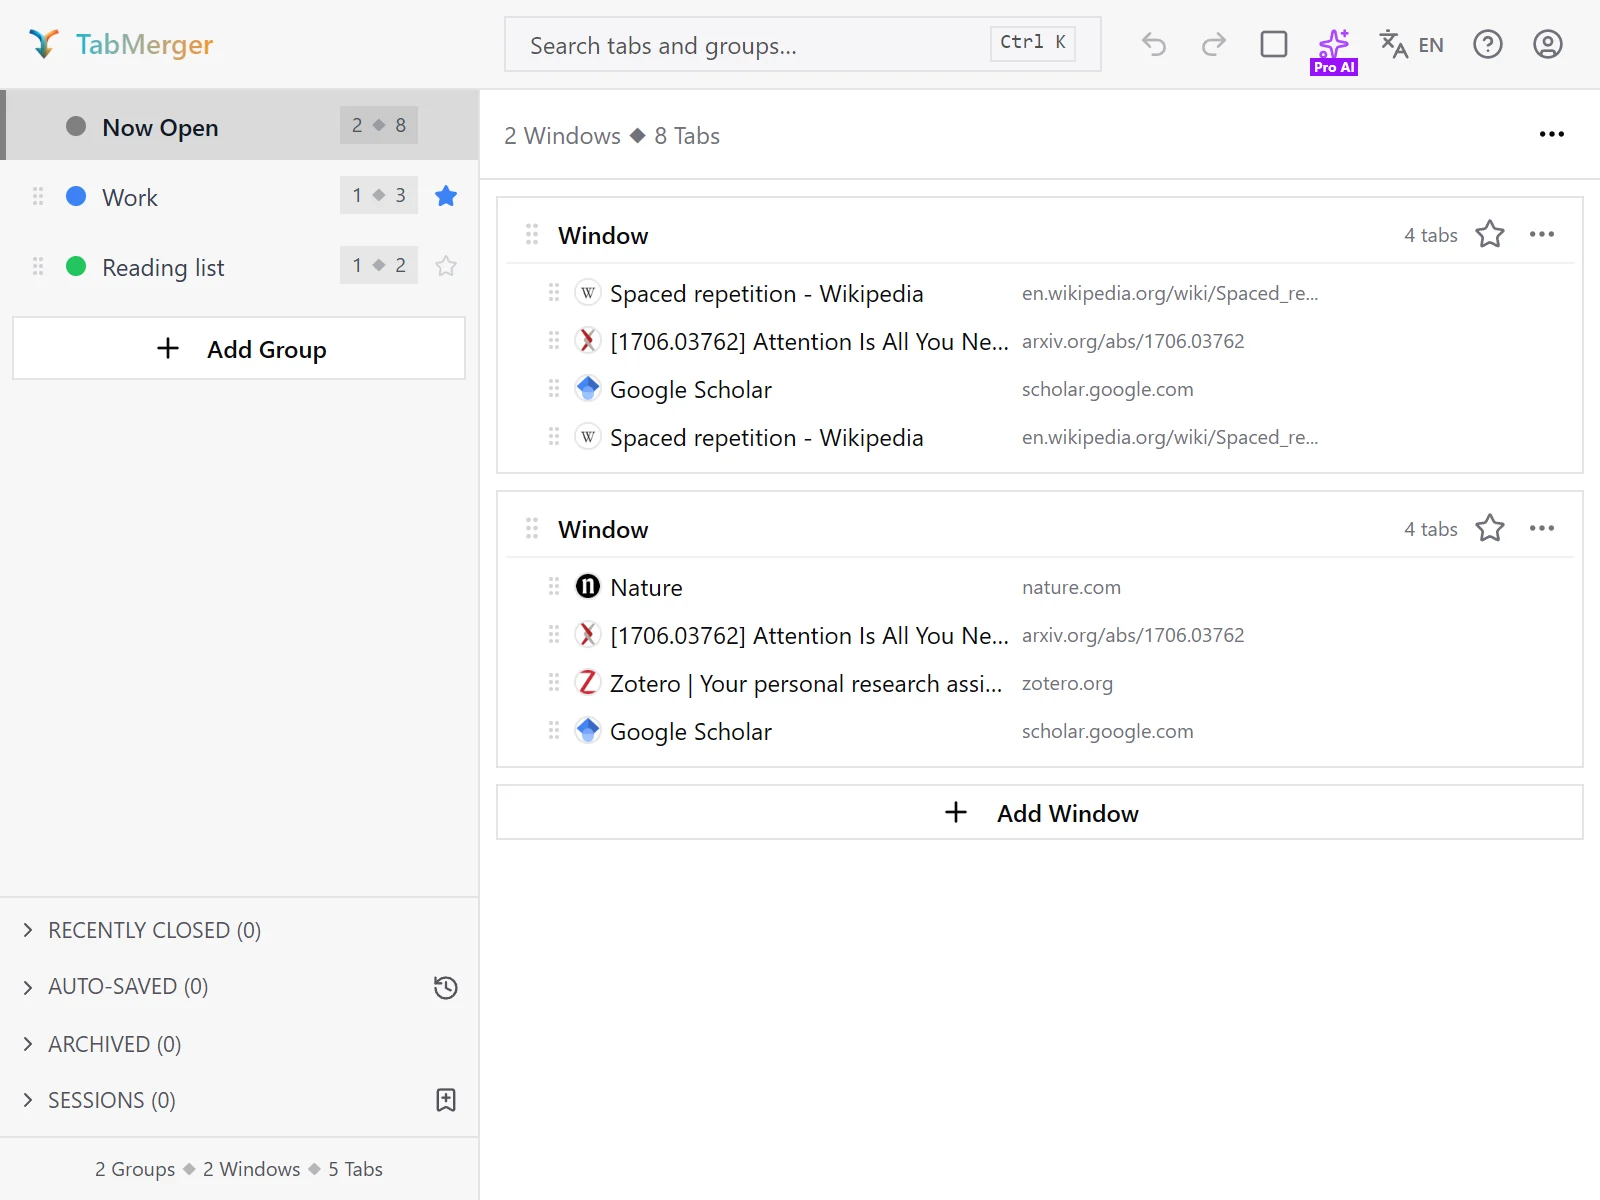 TabMerger
Search tabs and groups...
Ctrl K
Pro AI
EN
Now Open
2 ◆ 8
Work
1 ◆ 3
Reading list
1 ◆ 2
Add Group
RECENTLY CLOSED (0)
AUTO-SAVED (0)
ARCHIVED (0)
SESSIONS (0)
2 Groups ◆ 2 Windows ◆ 5 Tabs
2 Windows ◆ 8 Tabs
Window
4 tabs
W Spaced repetition - Wikipedia en.wikipedia.org/wiki/Spaced_re...
[1706.03762] Attention Is All You Ne... arxiv.org/abs/1706.03762
Google Scholar scholar.google.com
W Spaced repetition - Wikipedia en.wikipedia.org/wiki/Spaced_re...
Window
4 tabs
n Nature nature.com
[1706.03762] Attention Is All You Ne... arxiv.org/abs/1706.03762
Z Zotero | Your personal research assi... zotero.org
Google Scholar scholar.google.com
Add Window